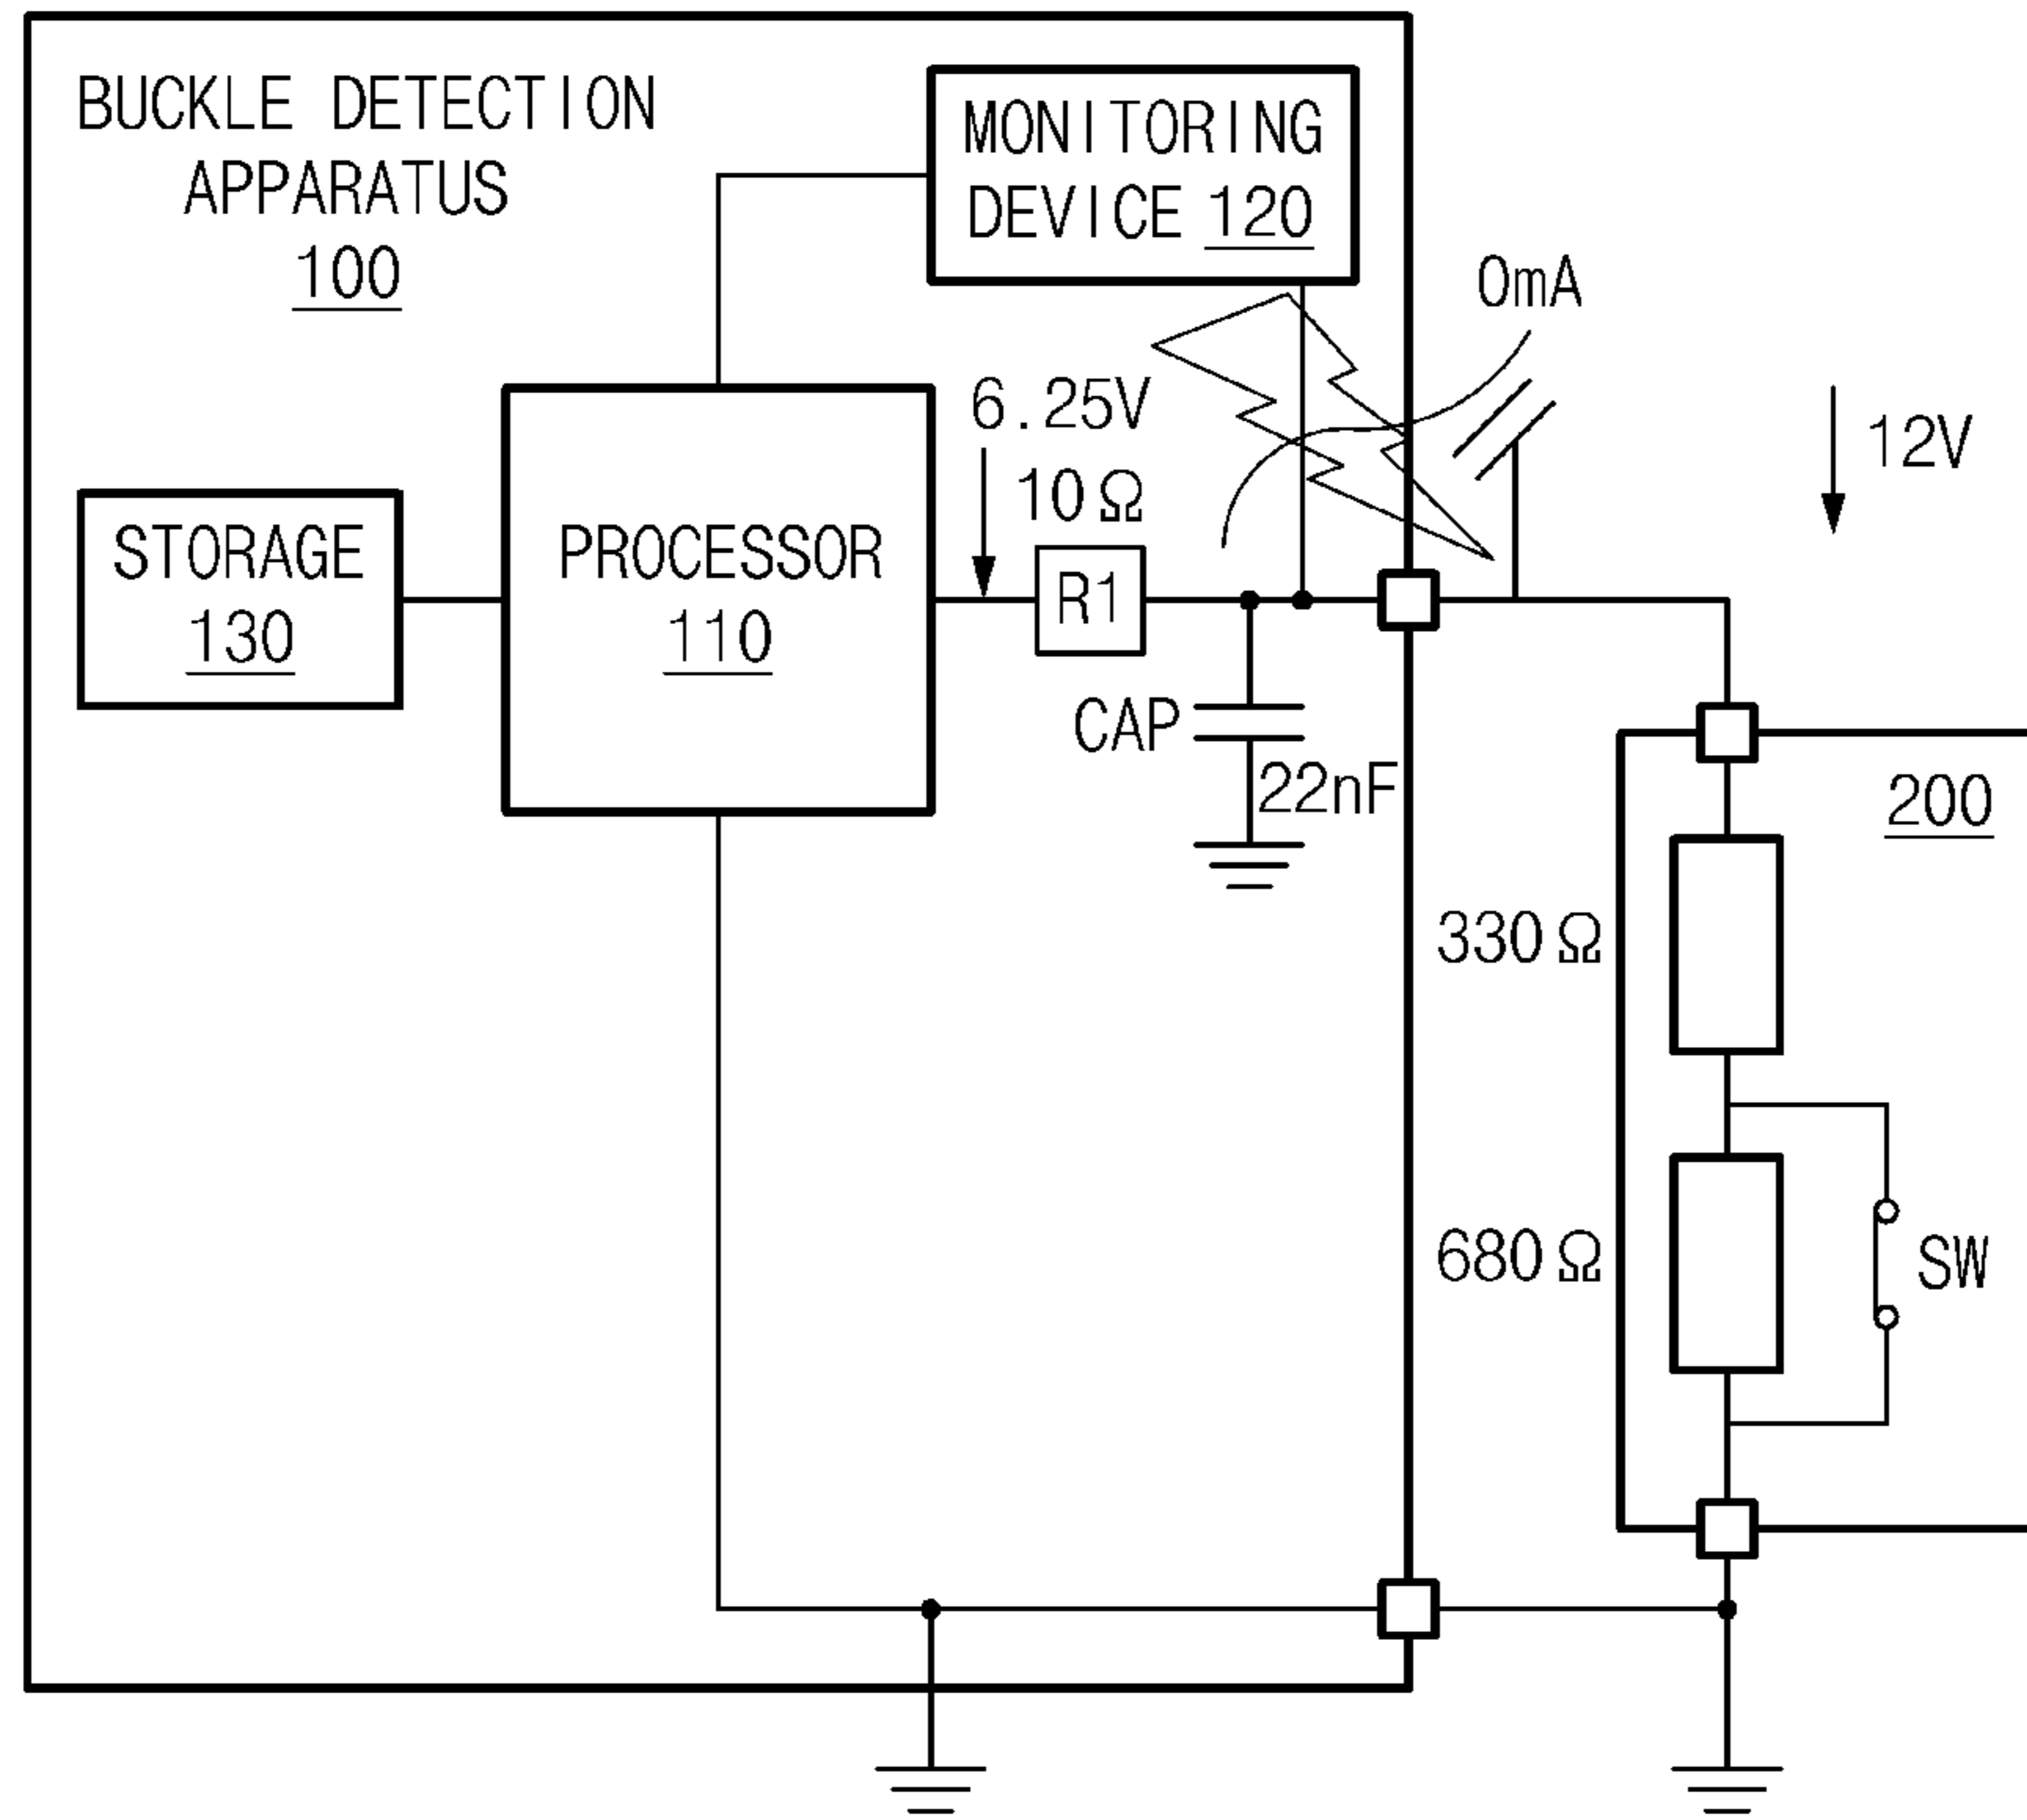 BUCKLE DETECTION
APPARATUS
100
MONITORING
DEVICE 120
0mA
6.25V
10Ω
12V
STORAGE
130
PROCESSOR
110
R1
CAP
22nF
200
330Ω
680Ω
SW